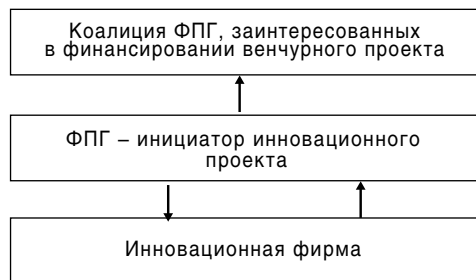 Коалиция ФПГ, заинтересованных
в финансировании венчурного проекта
ФПГ – инициатор инновационного
проекта
Инновационная фирма